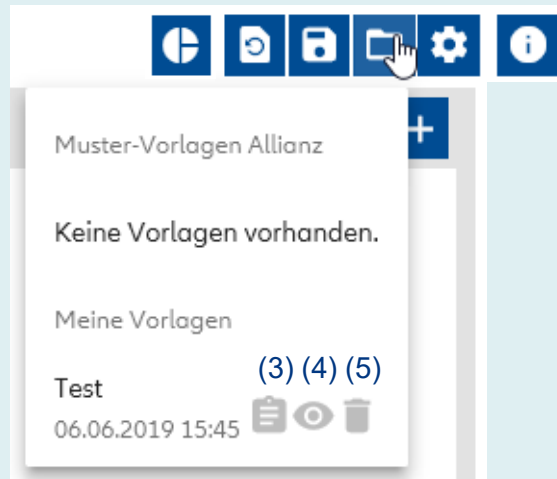 Muster-Vorlagen Allianz
Keine Vorlagen vorhanden.
Meine Vorlagen
(3) (4) (5)
Test
06.06.2019 15:45